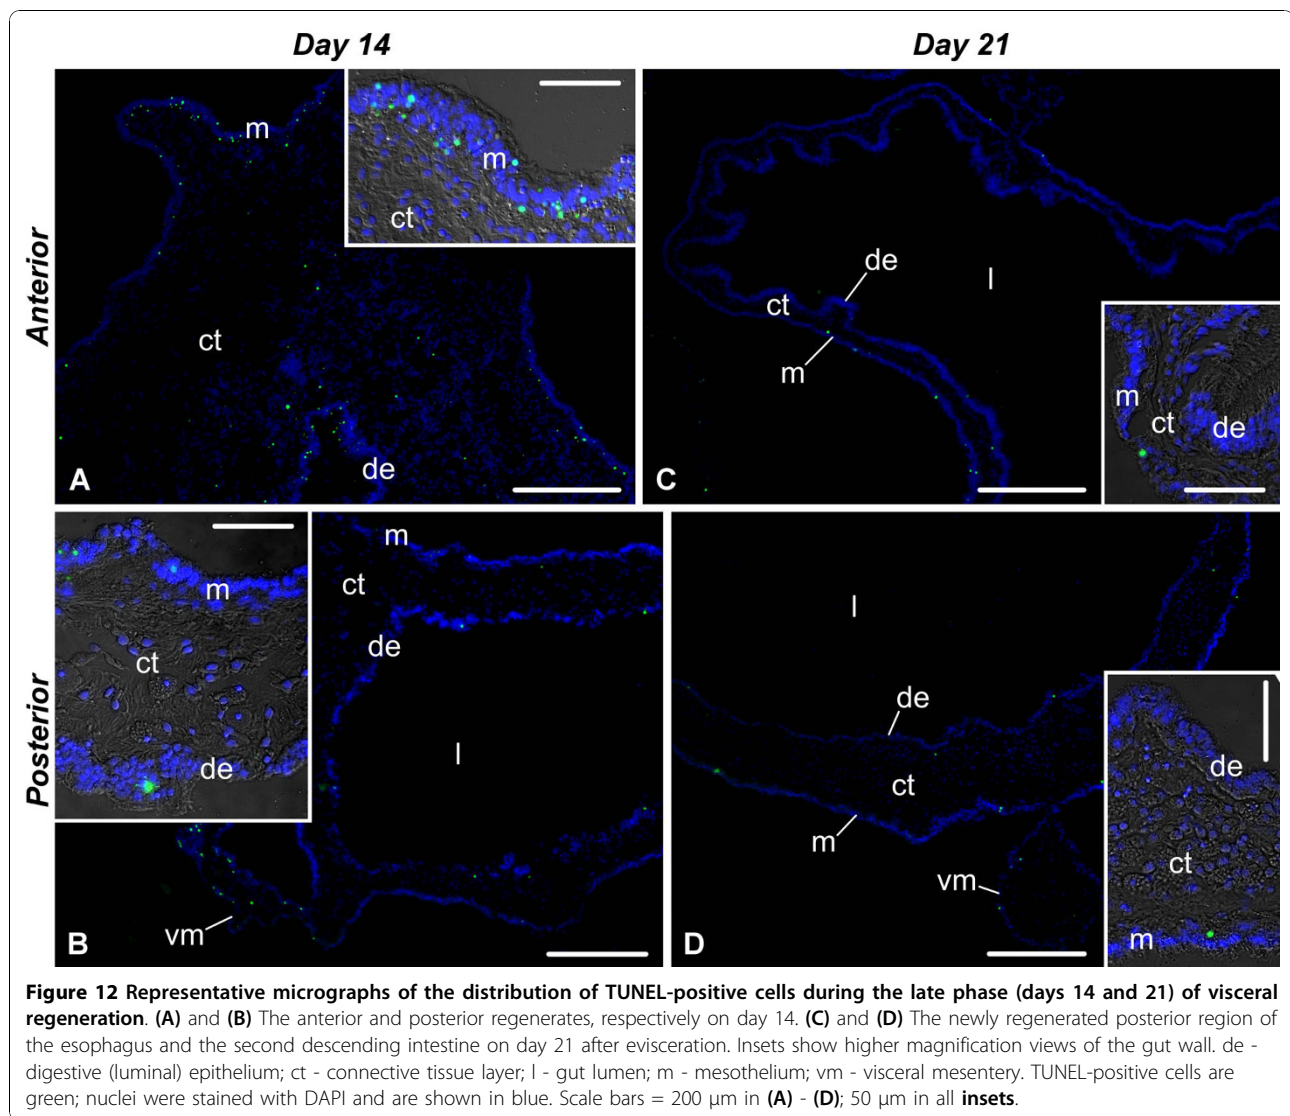 Day 14
Day 21
Anterior
m
m
ct
ct
de
A
de
ct
l
m
m
ct
de
C
Posterior
m
ct
de
m
ct
de
l
vm
B
l
de
ct
m
vm
de
ct
m
D
Figure 12 Representative micrographs of the distribution of TUNEL-positive cells during the late phase (days 14 and 21) of visceral
regeneration. (A) and (B) The anterior and posterior regenerates, respectively on day 14. (C) and (D) The newly regenerated posterior region of
the esophagus and the second descending intestine on day 21 after evisceration. Insets show higher magnification views of the gut wall. de -
digestive (luminal) epithelium; ct - connective tissue layer; l - gut lumen; m - mesothelium; vm - visceral mesentery. TUNEL-positive cells are
green; nuclei were stained with DAPI and are shown in blue. Scale bars = 200 μm in (A) - (D); 50 μm in all insets.